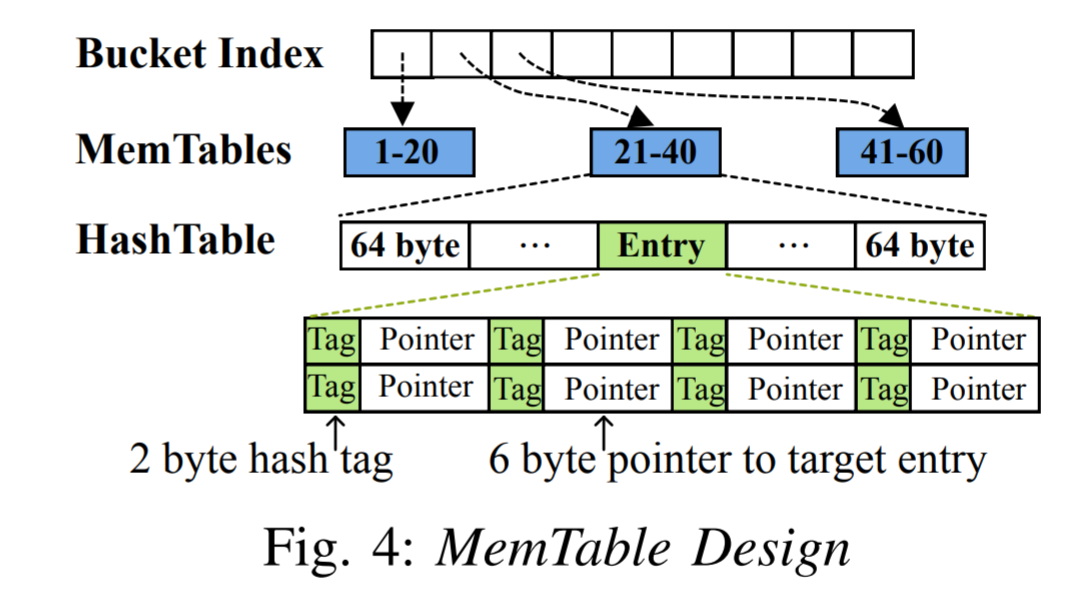 Bucket Index
MemTables 1-20 21-40 41-60
HashTable 64 byte ... Entry ... 64 byte
Tag Pointer Tag Pointer Tag Pointer Tag Pointer
Tag Pointer Tag Pointer Tag Pointer Tag Pointer
2 byte hash tag 6 byte pointer to target entry
Fig. 4: MemTable Design